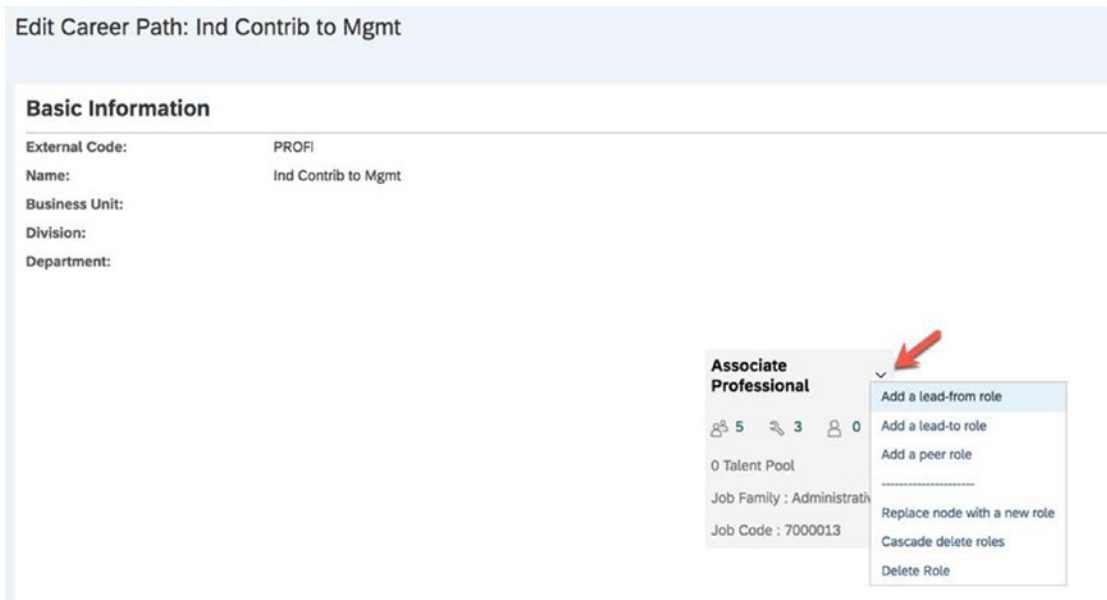 Edit Career Path: Ind Contrib to Mgmt
Basic Information
External Code: PROFI
Name: Ind Contrib to Mgmt
Business Unit:
Division:
Department:
Associate
Professional
5 3 0
0 Talent Pool
Job Family : Administrativ
Job Code : 7000013
Add a lead-from role
Add a lead-to role
Add a peer role
---------------------
Replace node with a new role
Cascade delete roles
Delete Role